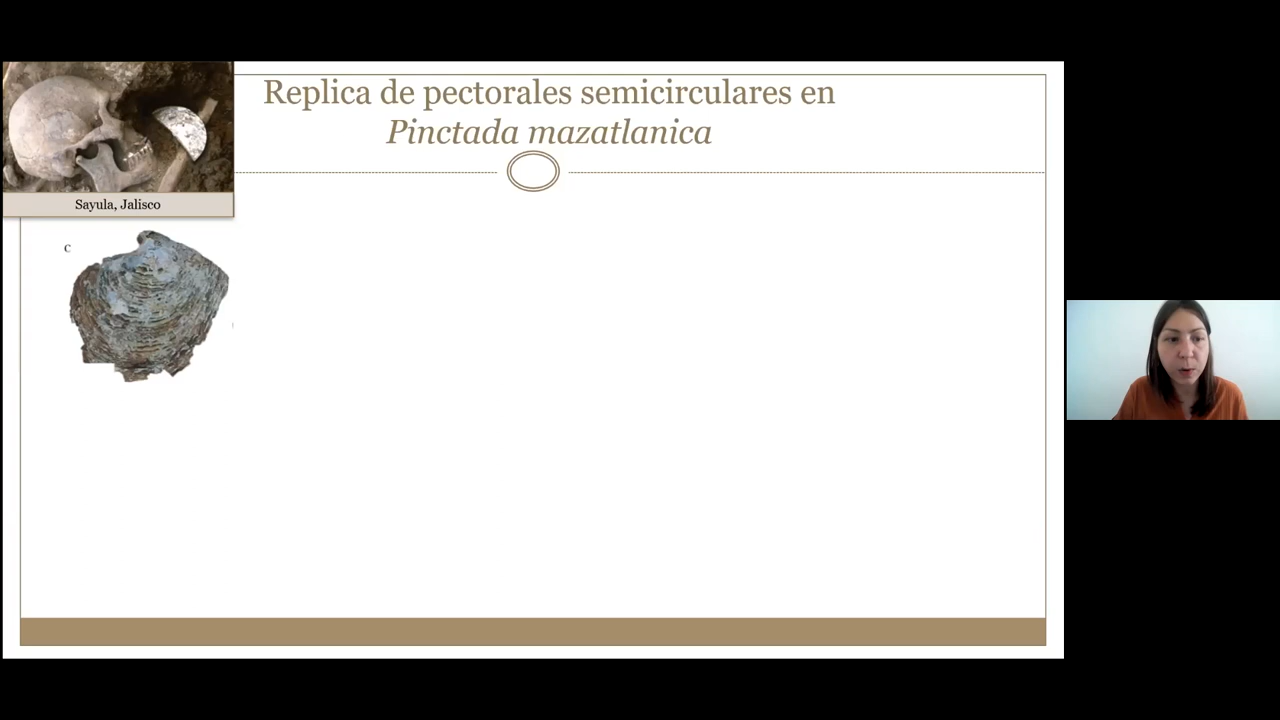 Replica de pectorales semicirculares en
Pinctada mazatlanica
Sayula, Jalisco
c